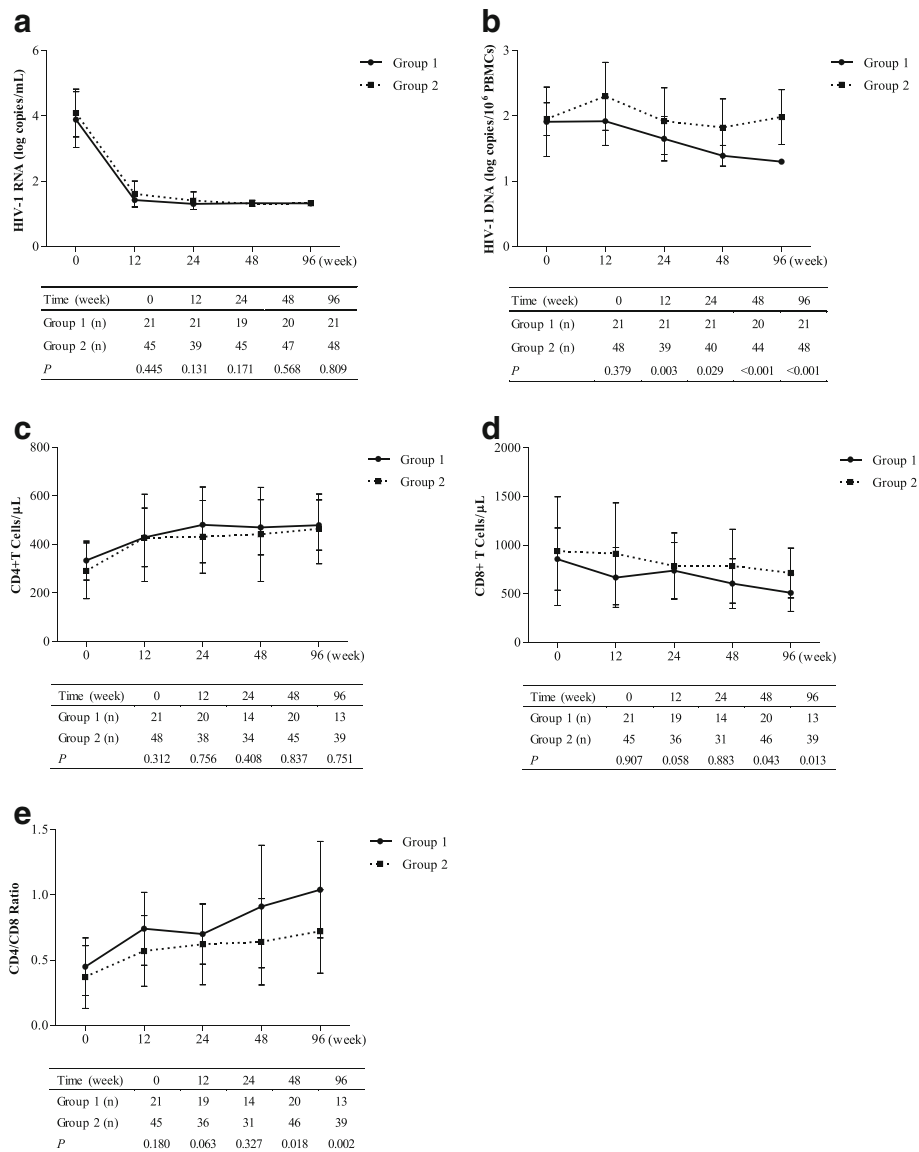 a
6
4
2
0
HIV-1 RNA (log copies/mL)
0 12 24 48 96 (week)
Group 1
Group 2
Time (week) 0 12 24 48 96
Group 1 (n) 21 21 19 20 21
Group 2 (n) 45 39 45 47 48
P 0.445 0.131 0.171 0.568 0.809
b
3
2
1
0
HIV-1 DNA (log copies/10⁶ PBMCs)
0 12 24 48 96 (week)
Group 1
Group 2
Time (week) 0 12 24 48 96
Group 1 (n) 21 21 21 20 21
Group 2 (n) 48 39 40 44 48
P 0.379 0.003 0.029 <0.001 <0.001
c
800
600
400
200
0
CD4+T Cells/μL
0 12 24 48 96 (week)
Group 1
Group 2
Time (week) 0 12 24 48 96
Group 1 (n) 21 20 14 20 13
Group 2 (n) 48 38 34 45 39
P 0.312 0.756 0.408 0.837 0.751
d
2000
1500
1000
500
0
CD8+ T Cells/μL
0 12 24 48 96 (week)
Group 1
Group 2
Time (week) 0 12 24 48 96
Group 1 (n) 21 19 14 20 13
Group 2 (n) 45 36 31 46 39
P 0.907 0.058 0.883 0.043 0.013
e
1.5
1.0
0.5
0.0
CD4/CD8 Ratio
0 12 24 48 96 (week)
Group 1
Group 2
Time (week) 0 12 24 48 96
Group 1 (n) 21 19 14 20 13
Group 2 (n) 45 36 31 46 39
P 0.180 0.063 0.327 0.018 0.002